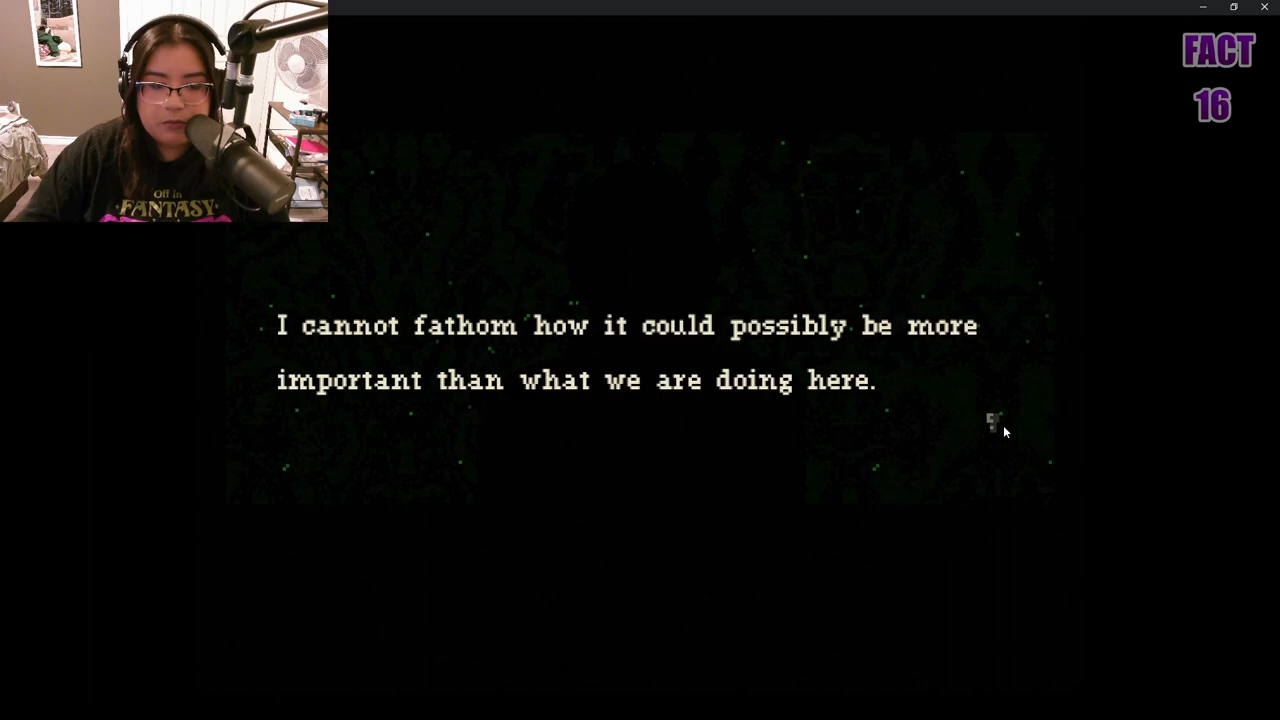 FACT
16
Off in
FANTASY
I cannot fathom how it could possibly be more
important than what we are doing here.